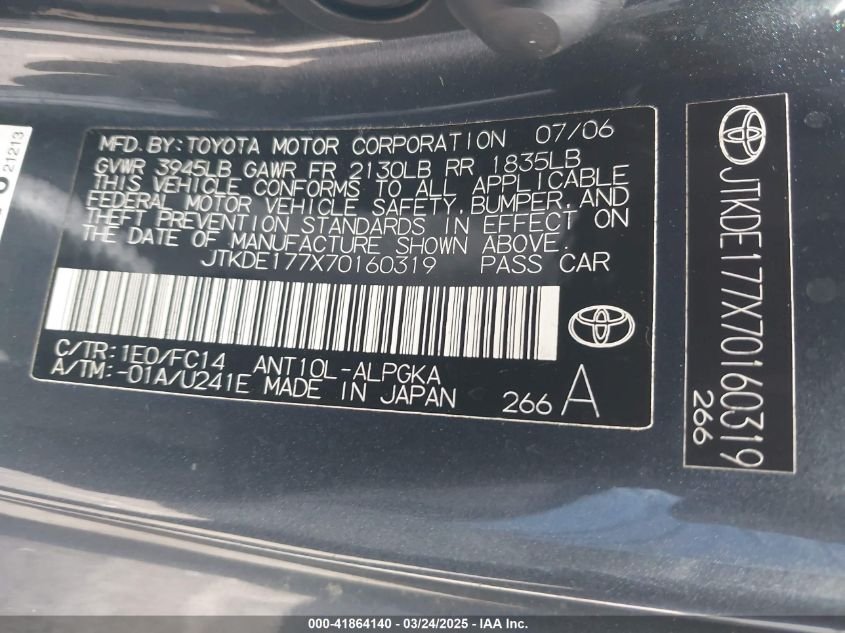 MFD. BY: TOYOTA MOTOR CORPORATION 07/06
GVWR 3945LB GAWR FR 2130LB RR 1835LB
THIS VEHICLE CONFORMS TO ALL APPLICABLE
FEDERAL MOTOR VEHICLE SAFETY, BUMPER, AND
THEFT PREVENTION STANDARDS IN EFFECT ON
THE DATE OF MANUFACTURE SHOWN ABOVE.
JTKDE177X70160319 PASS CAR
C/TR: 1E0/FC14 ANT10L-ALPGKA
A/TM: -01A/U241E MADE IN JAPAN 266 A
JTKDE177X70160319
266
21213
000-41864140 - 03/24/2025 - IAA Inc.